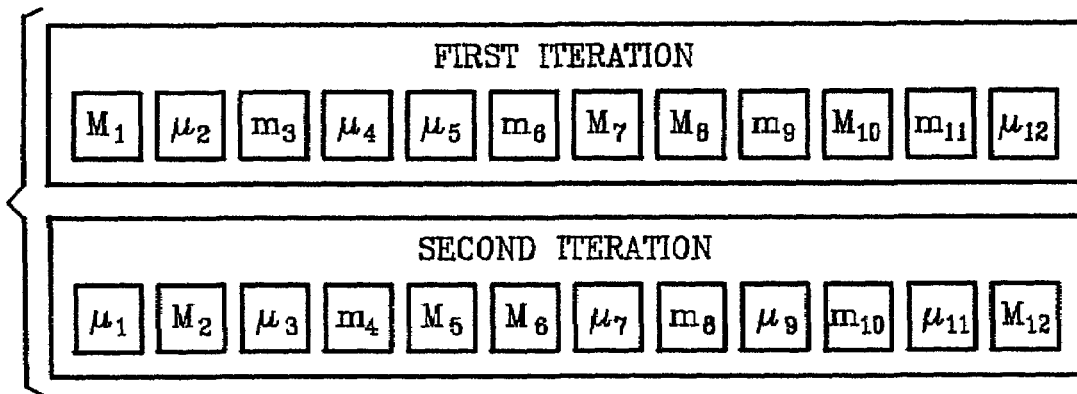 FIRST ITERATION
M₁ μ₂ m₃ μ₄ μ₅ m₆ M₇ M₈ m₉ M₁₀ m₁₁ μ₁₂
SECOND ITERATION
μ₁ M₂ μ₃ m₄ M₅ M₆ μ₇ m₈ μ₉ m₁₀ μ₁₁ M₁₂